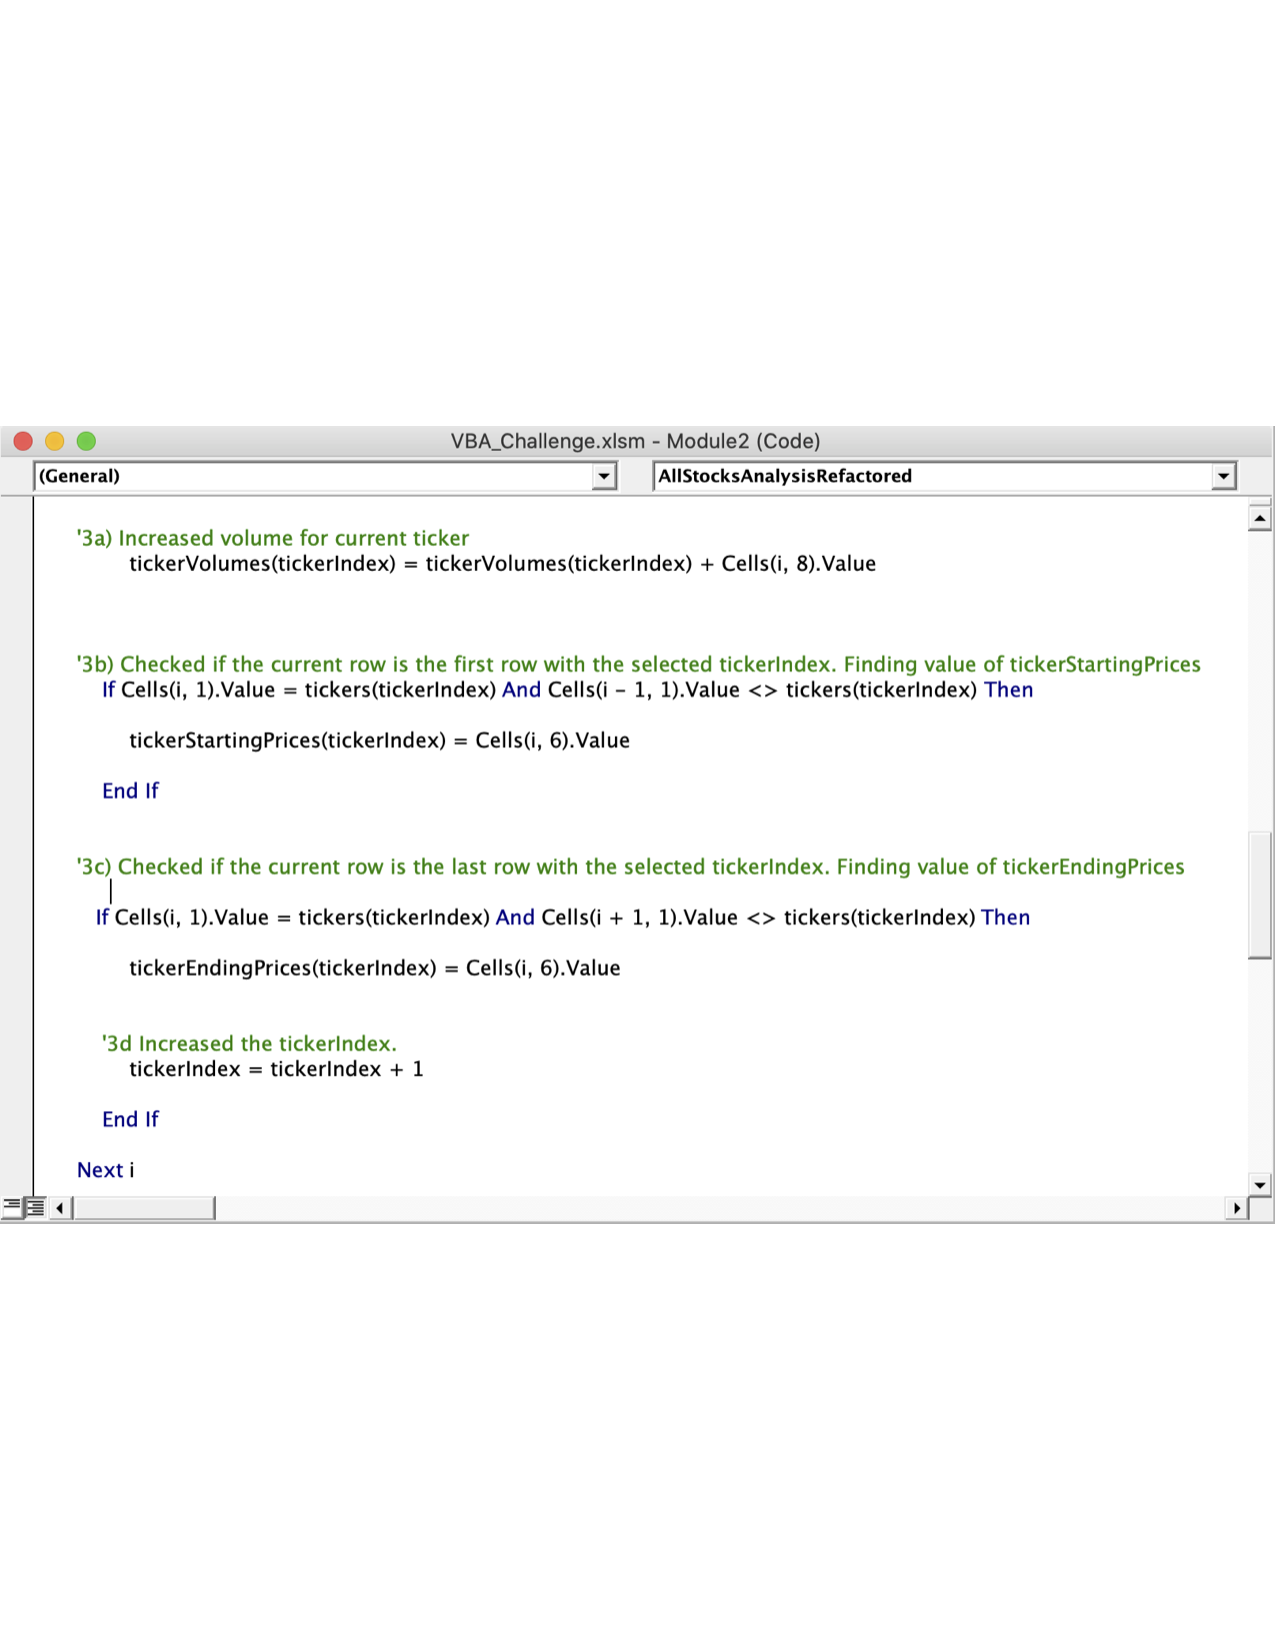 VBA_Challenge.xlsm - Module2 (Code)
(General)
AllStocksAnalysisRefactored
'3a) Increased volume for current ticker
tickerVolumes(tickerIndex) = tickerVolumes(tickerIndex) + Cells(i, 8).Value
'3b) Checked if the current row is the first row with the selected tickerIndex. Finding value of tickerStartingPrices
If Cells(i, 1).Value = tickers(tickerIndex) And Cells(i - 1, 1).Value <> tickers(tickerIndex) Then
tickerStartingPrices(tickerIndex) = Cells(i, 6).Value
End If
'3c) Checked if the current row is the last row with the selected tickerIndex. Finding value of tickerEndingPrices
If Cells(i, 1).Value = tickers(tickerIndex) And Cells(i + 1, 1).Value <> tickers(tickerIndex) Then
tickerEndingPrices(tickerIndex) = Cells(i, 6).Value
'3d Increased the tickerIndex.
tickerIndex = tickerIndex + 1
End If
Next i